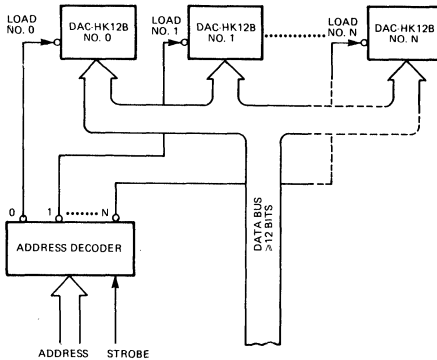 LOAD
NO. 0
DAC-HK12B
NO. 0
LOAD
NO. 1
DAC-HK12B
NO. 1
LOAD
NO. N
DAC-HK12B
NO. N
0 1 ....... N
ADDRESS DECODER
DATA BUS
≥12 BITS
ADDRESS STROBE